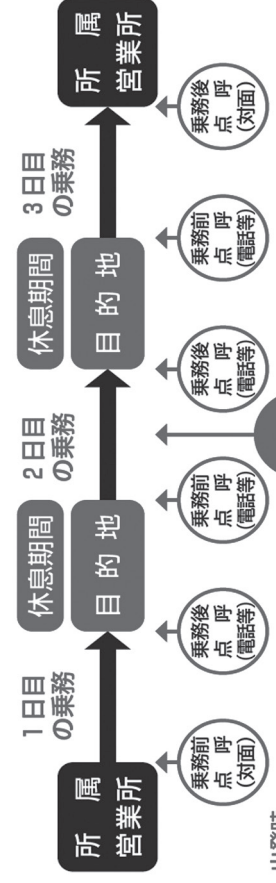 所属
営業所
1日目
の乗務
休息期間
目的地
2日目
の乗務
休息期間
目的地
3日目
の乗務
所属
営業所
乗務前
点呼
(対面)
乗務後
点呼
(電話等)
乗務前
点呼
(電話等)
乗務後
点呼
(電話等)
乗務前
点呼
(電話等)
乗務後
点呼
(対面)